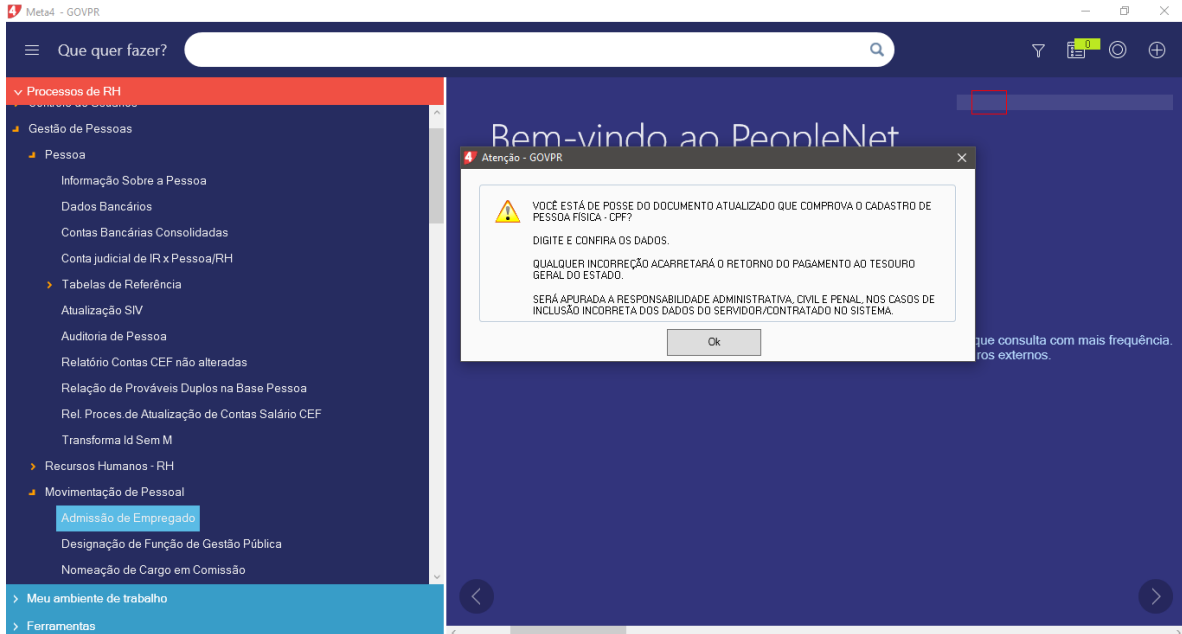 Meta4 - GOVPR
Que quer fazer?
0
Processos de RH
Controle de Usuários
Gestão de Pessoas
Pessoa
Informação Sobre a Pessoa
Dados Bancários
Contas Bancárias Consolidadas
Conta judicial de IR x Pessoa/RH
Tabelas de Referência
Atualização SIV
Auditoria de Pessoa
Relatório Contas CEF não alteradas
Relação de Prováveis Duplos na Base Pessoa
Rel. Proces.de Atualização de Contas Salário CEF
Transforma Id Sem M
Recursos Humanos - RH
Movimentação de Pessoal
Admissão de Empregado
Designação de Função de Gestão Pública
Nomeação de Cargo em Comissão
Meu ambiente de trabalho
Ferramentas
Bem-vindo ao PeopleNet
Atenção - GOVPR
VOCÊ ESTÁ DE POSSE DO DOCUMENTO ATUALIZADO QUE COMPROVA O CADASTRO DE
PESSOA FÍSICA - CPF?
DIGITE E CONFIRA OS DADOS.
QUALQUER INCORREÇÃO ACARRETARÁ O RETORNO DO PAGAMENTO AO TESOURO
GERAL DO ESTADO.
SERÁ APURADA A RESPONSABILIDADE ADMINISTRATIVA, CIVIL E PENAL, NOS CASOS DE
INCLUSÃO INCORRETA DOS DADOS DO SERVIDOR/CONTRATADO NO SISTEMA.
Ok
que consulta com mais frequência.
ros externos.